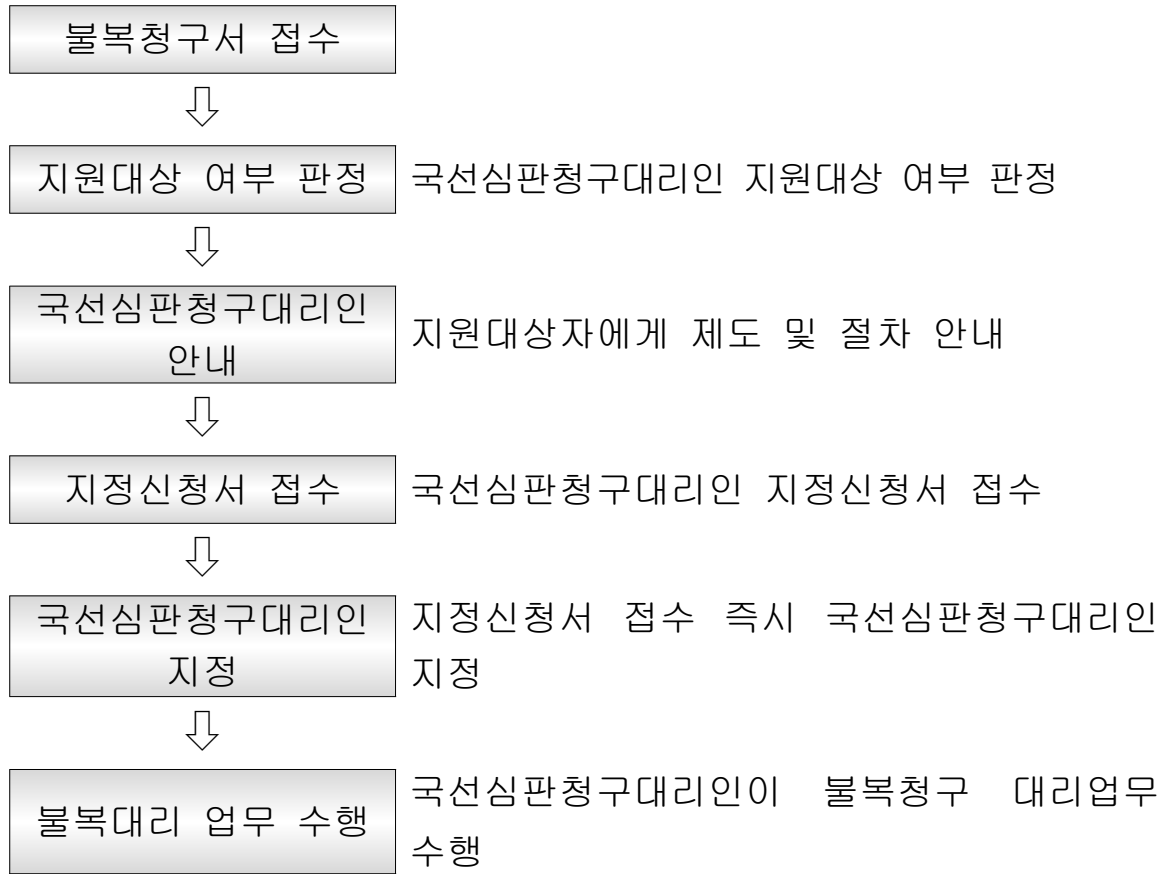 불복청구서 접수
⇩
지원대상 여부 판정 국선심판청구대리인 지원대상 여부 판정
⇩
국선심판청구대리인
안내
지원대상자에게 제도 및 절차 안내
⇩
지정신청서 접수 국선심판청구대리인 지정신청서 접수
⇩
국선심판청구대리인
지정
지정신청서 접수 즉시 국선심판청구대리인
지정
⇩
불복대리 업무 수행
국선심판청구대리인이 불복청구 대리업무
수행